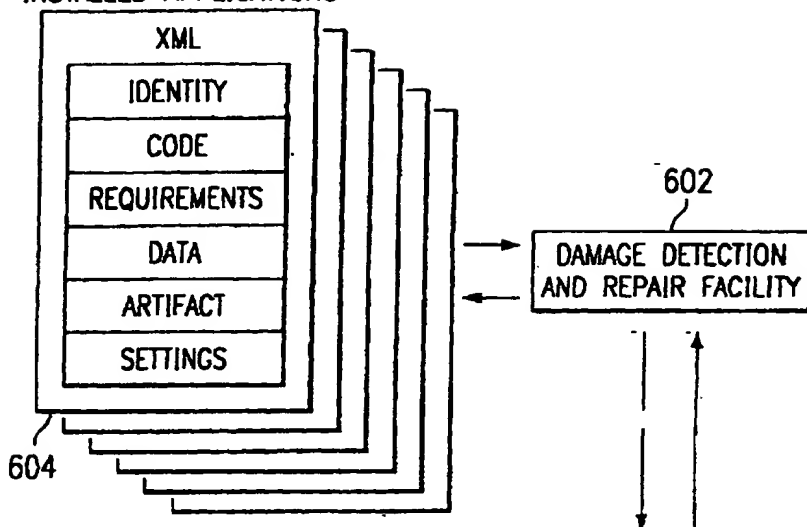 XML
IDENTITY
CODE
REQUIREMENTS
DATA
ARTIFACT
SETTINGS
604
602
DAMAGE DETECTION
AND REPAIR FACILITY